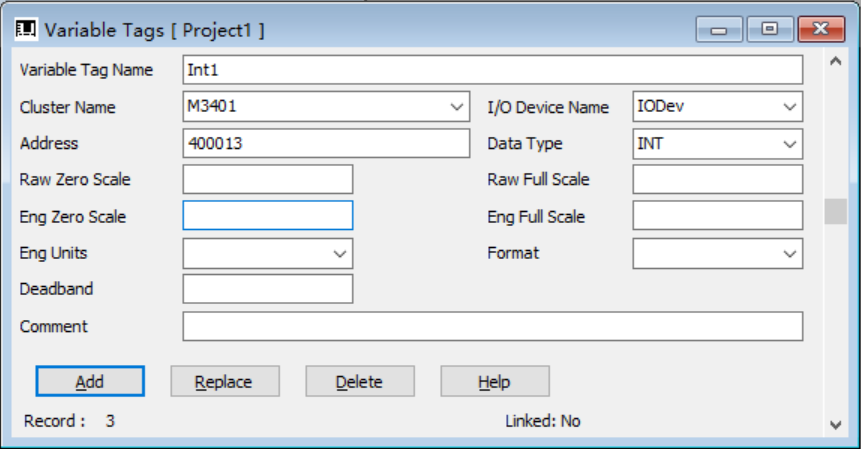 Variable Tags [ Project1 ]
Variable Tag Name Int1
Cluster Name M3401 I/O Device Name IODev
Address 400013 Data Type INT
Raw Zero Scale Raw Full Scale
Eng Zero Scale Eng Full Scale
Eng Units Format
Deadband
Comment
Add Replace Delete Help
Record : 3 Linked: No